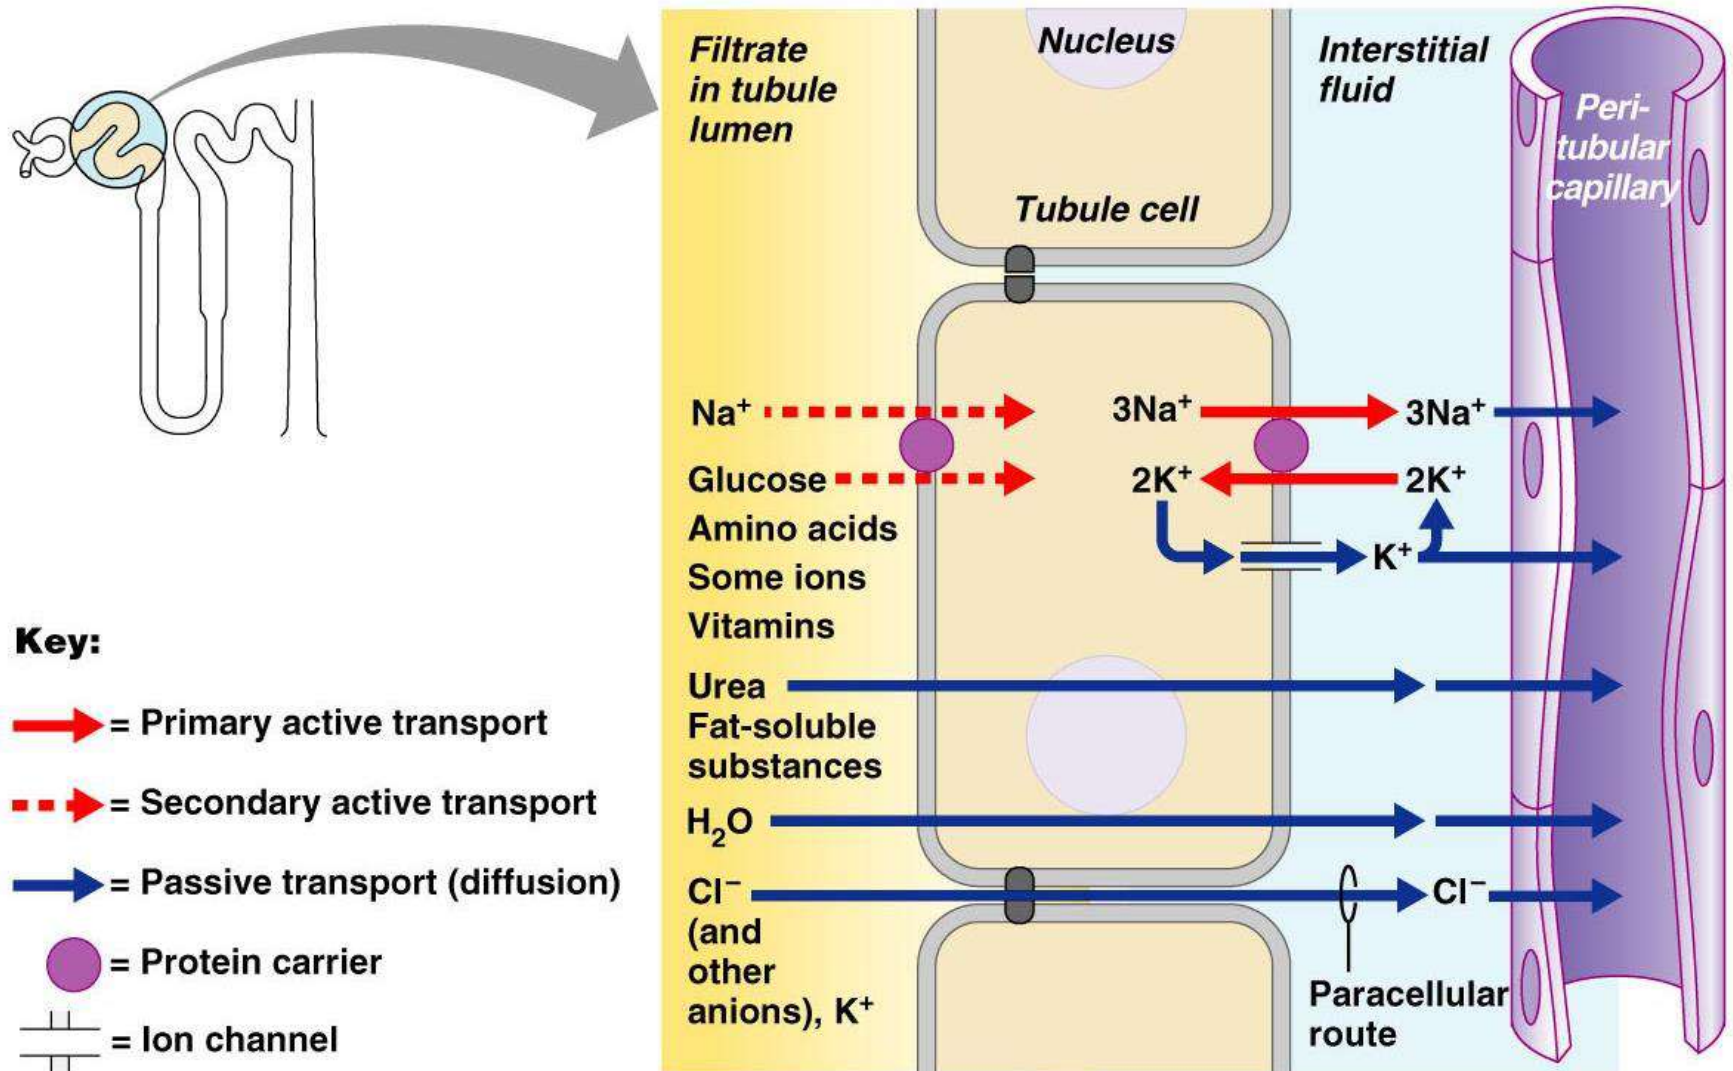 Filtrate
in tubule
lumen
Nucleus
Interstitial
fluid
Peri-
tubular
capillary
Tubule cell
Na⁺
3Na⁺
3Na⁺
Glucose
2K⁺
2K⁺
Amino acids
Some ions
K⁺
Vitamins
Urea
Fat-soluble
substances
H₂O
Cl⁻
(and
other
anions), K⁺
Cl⁻
Paracellular
route
Key:
= Primary active transport
= Secondary active transport
= Passive transport (diffusion)
= Protein carrier
= Ion channel